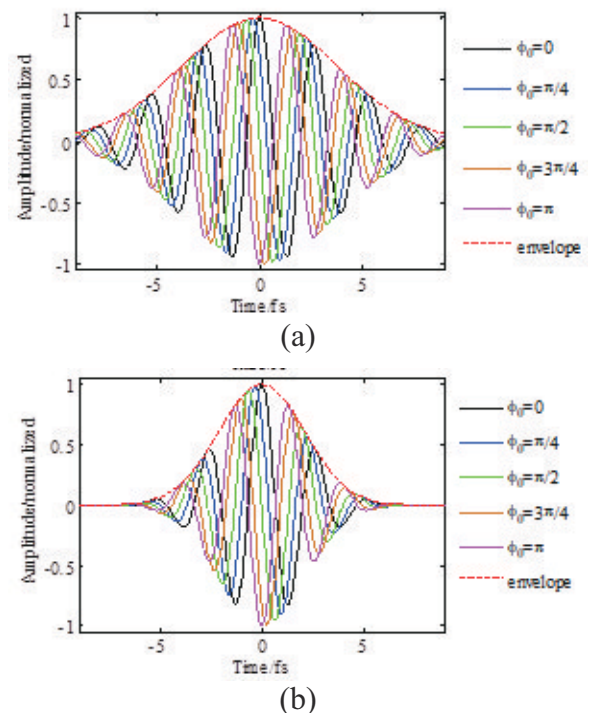 1
0.5
0
-0.5
-1
Amplitude/normalized
-5
0
5
Time/fs
ϕ₀=0
ϕ₀=π/4
ϕ₀=π/2
ϕ₀=3π/4
ϕ₀=π
envelope
(a)
1
0.5
0
-0.5
-1
Amplitude/normalized
-5
0
5
Time/fs
ϕ₀=0
ϕ₀=π/4
ϕ₀=π/2
ϕ₀=3π/4
ϕ₀=π
envelope
(b)